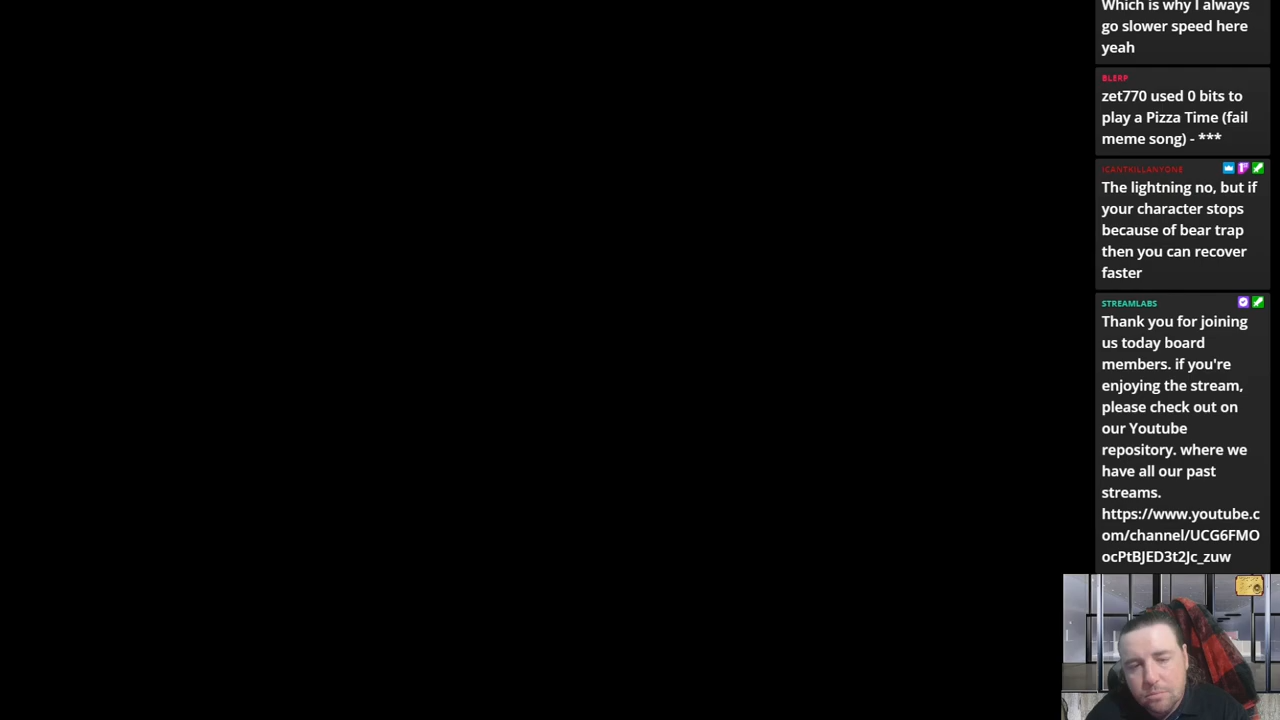 Which is why I always
go slower speed here
yeah
BLERP
zet770 used 0 bits to
play a Pizza Time (fail
meme song) - ***
!CANTKILLANYONE
The lightning no, but if
your character stops
because of bear trap
then you can recover
faster
STREAMLABS
Thank you for joining
us today board
members. if you're
enjoying the stream,
please check out on
our Youtube
repository. where we
have all our past
streams.
https://www.youtube.c
om/channel/UCG6FMO
ocPtBJED3t2Jc_zuw